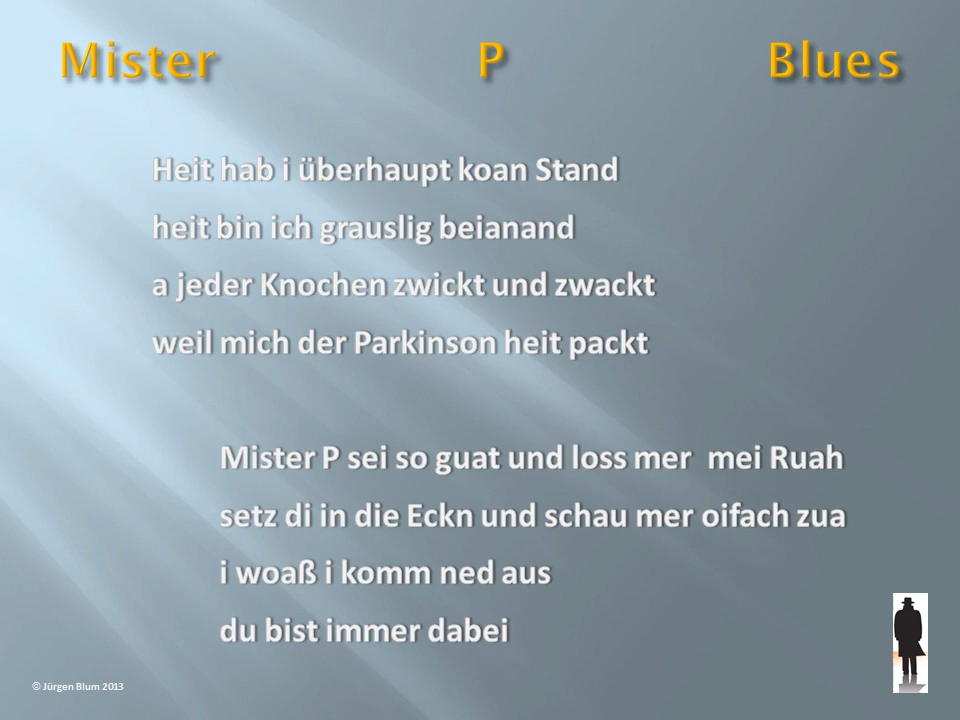 Mister P Blues
Heit hab i überhaupt koan Stand
heit bin ich grauslig beianand
a jeder Knochen zwickt und zwackt
weil mich der Parkinson heit packt
Mister P sei so guat und loss mer mei Ruah
setz di in die Eckn und schau mer oifach zua
i woaß i komm ned aus
du bist immer dabei
© Jürgen Blum 2013